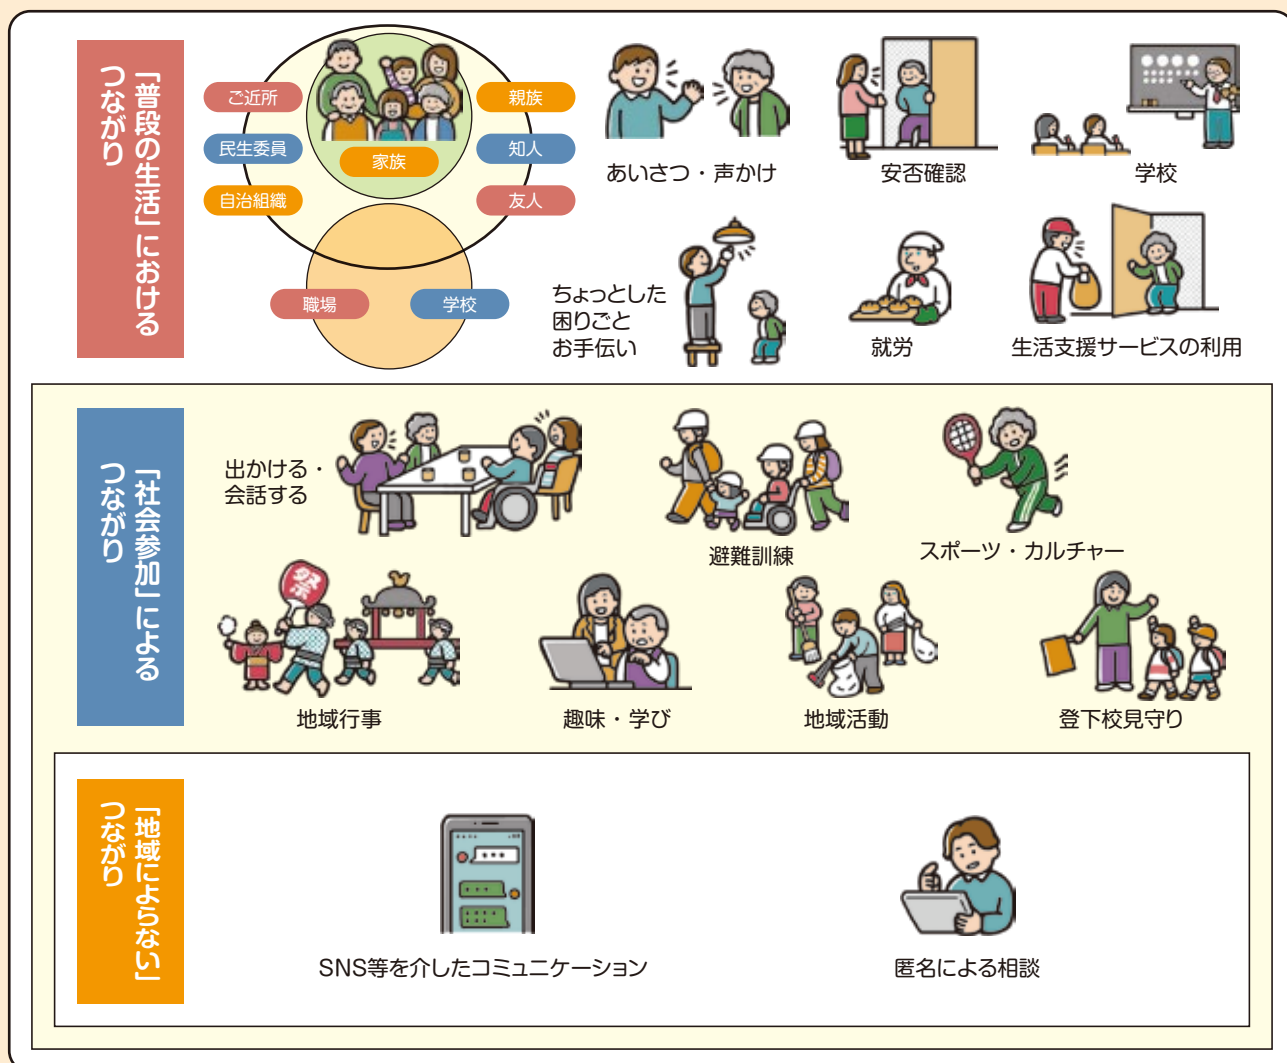 「普段の生活」における
つながり
ご近所
民生委員
自治組織
家族
親族
知人
友人
職場
学校
あいさつ・声かけ
安否確認
学校
ちょっとした
困りごと
お手伝い
就労
生活支援サービスの利用
「社会参加」による
つながり
出かける・
会話する
避難訓練
スポーツ・カルチャー
祭
地域行事
趣味・学び
地域活動
登下校見守り
「地域によらない」
つながり
SNS等を介したコミュニケーション
匿名による相談